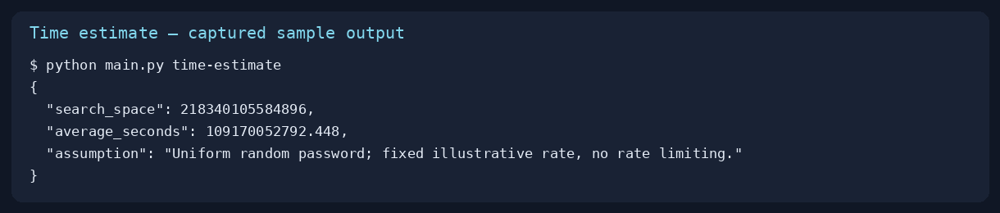 Time estimate — captured sample output
$ python main.py time-estimate
{
  "search_space": 218340105584896,
  "average_seconds": 109170052792.448,
  "assumption": "Uniform random password; fixed illustrative rate, no rate limiting."
}